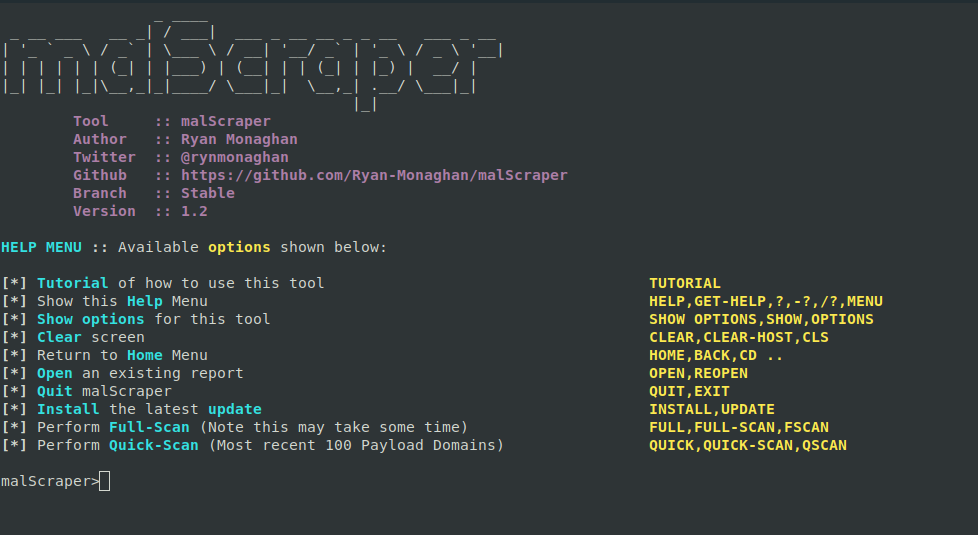 malScraper
Tool :: malScraper
Author :: Ryan Monaghan
Twitter :: @rynmonaghan
Github :: https://github.com/Ryan-Monaghan/malScraper
Branch :: Stable
Version :: 1.2
HELP MENU :: Available options shown below:
[*] Tutorial of how to use this tool TUTORIAL
[*] Show this Help Menu HELP,GET-HELP,?,-?,/?,MENU
[*] Show options for this tool SHOW OPTIONS,SHOW,OPTIONS
[*] Clear screen CLEAR,CLEAR-HOST,CLS
[*] Return to Home Menu HOME,BACK,CD ..
[*] Open an existing report OPEN,REOPEN
[*] Quit malScraper QUIT,EXIT
[*] Install the latest update INSTALL,UPDATE
[*] Perform Full-Scan (Note this may take some time) FULL,FULL-SCAN,FSCAN
[*] Perform Quick-Scan (Most recent 100 Payload Domains) QUICK,QUICK-SCAN,QSCAN
malScraper>